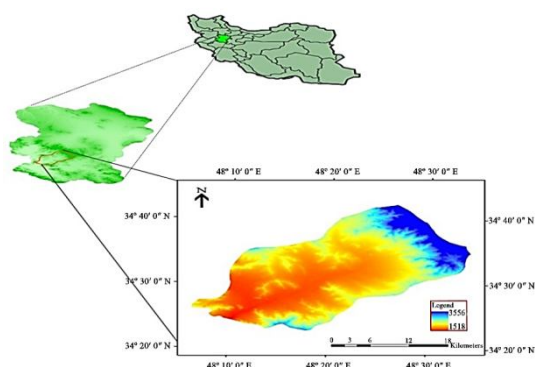 48° 10' 0" E 48° 20' 0" E 48° 30' 0" E
N
34° 40' 0" N 34° 40' 0" N
34° 30' 0" N 34° 30' 0" N
Legend
3556
1518
0 3 6 12 18
Kilometers
34° 20' 0" N 34° 20' 0" N
48° 10' 0" E 48° 20' 0" E 48° 30' 0" E